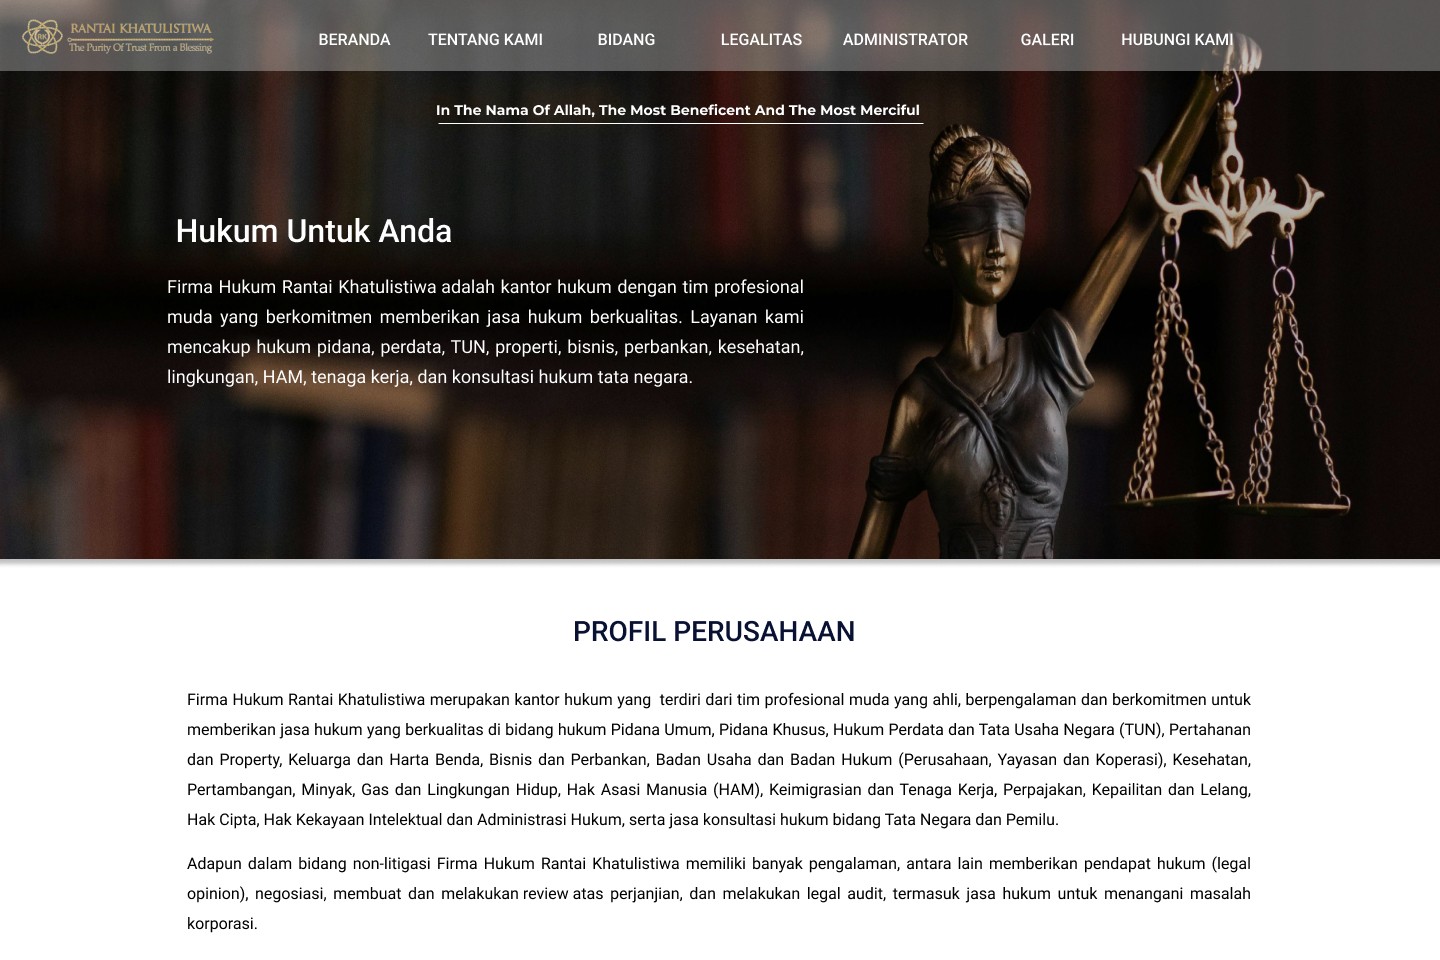 RANTAI KHATULISTIWA
The Purity Of Trust From a Blessing
RK
BERANDA TENTANG KAMI BIDANG LEGALITAS ADMINISTRATOR GALERI HUBUNGI KAMI
In The Nama Of Allah, The Most Beneficent And The Most Merciful
Hukum Untuk Anda
Firma Hukum Rantai Khatulistiwa adalah kantor hukum dengan tim profesional
muda yang berkomitmen memberikan jasa hukum berkualitas. Layanan kami
mencakup hukum pidana, perdata, TUN, properti, bisnis, perbankan, kesehatan,
lingkungan, HAM, tenaga kerja, dan konsultasi hukum tata negara.
PROFIL PERUSAHAAN
Firma Hukum Rantai Khatulistiwa merupakan kantor hukum yang terdiri dari tim profesional muda yang ahli, berpengalaman dan berkomitmen untuk
memberikan jasa hukum yang berkualitas di bidang hukum Pidana Umum, Pidana Khusus, Hukum Perdata dan Tata Usaha Negara (TUN), Pertahanan
dan Property, Keluarga dan Harta Benda, Bisnis dan Perbankan, Badan Usaha dan Badan Hukum (Perusahaan, Yayasan dan Koperasi), Kesehatan,
Pertambangan, Minyak, Gas dan Lingkungan Hidup, Hak Asasi Manusia (HAM), Keimigrasian dan Tenaga Kerja, Perpajakan, Kepailitan dan Lelang,
Hak Cipta, Hak Kekayaan Intelektual dan Administrasi Hukum, serta jasa konsultasi hukum bidang Tata Negara dan Pemilu.
Adapun dalam bidang non-litigasi Firma Hukum Rantai Khatulistiwa memiliki banyak pengalaman, antara lain memberikan pendapat hukum (legal
opinion), negosiasi, membuat dan melakukan review atas perjanjian, dan melakukan legal audit, termasuk jasa hukum untuk menangani masalah
korporasi.